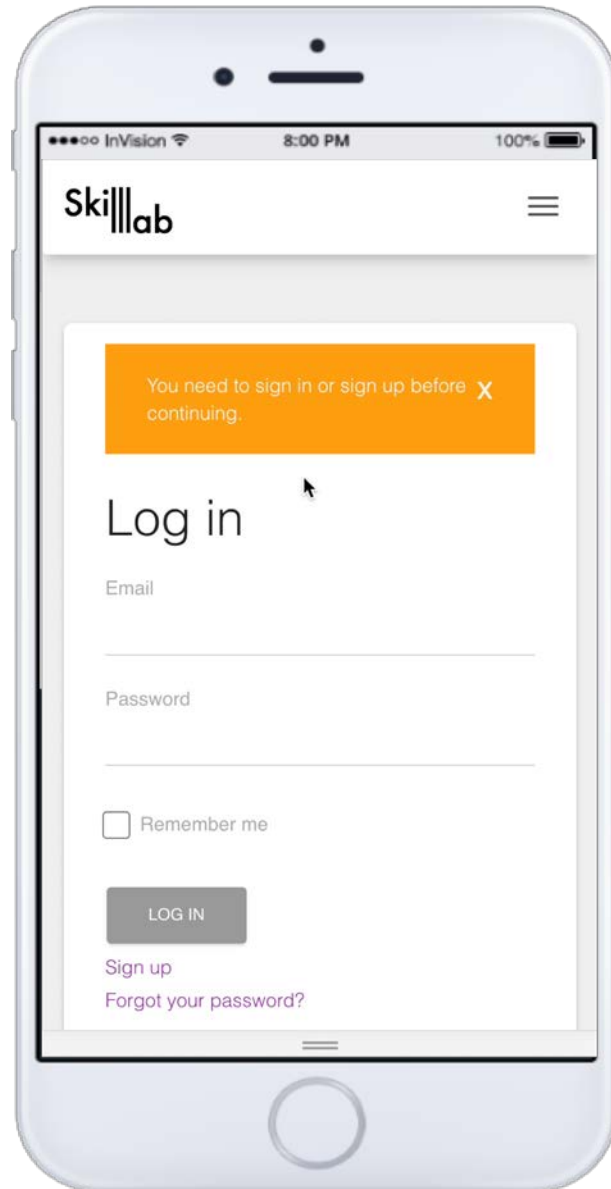 InVision 8:00 PM 100%
Skilllab
You need to sign in or sign up before X
continuing.
Log in
Email
Password
Remember me
LOG IN
Sign up
Forgot your password?